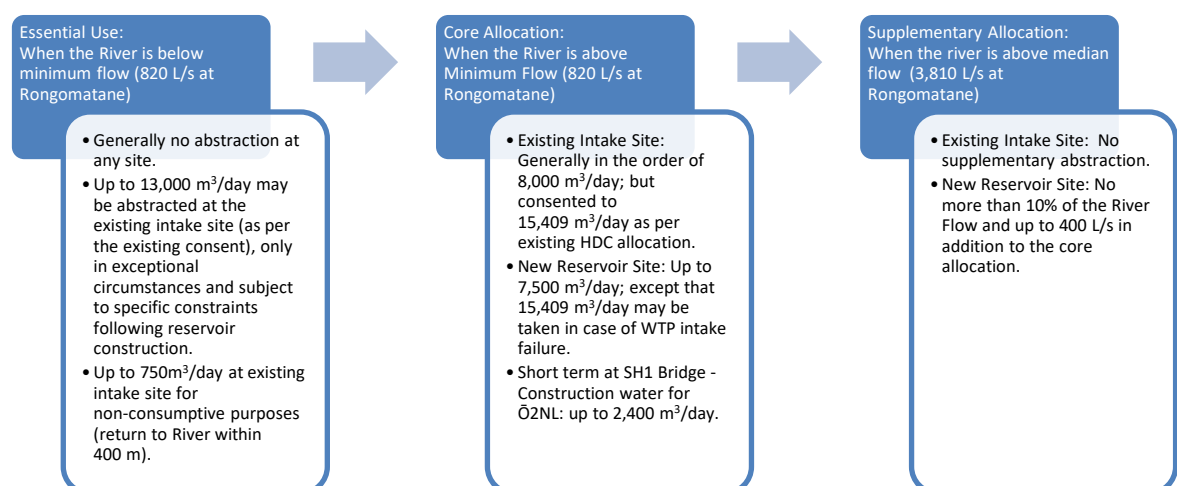 Essential Use:
When the River is below
minimum flow (820 L/s at
Rongomatane)
• Generally no abstraction at
any site.
• Up to 13,000 m³/day may
be abstracted at the
existing intake site (as per
the existing consent), only
in exceptional
circumstances and subject
to specific constraints
following reservoir
construction.
• Up to 750m³/day at existing
intake site for
non-consumptive purposes
(return to River within
400 m).
Core Allocation:
When the River is above
Minimum Flow (820 L/s at
Rongomatane)
• Existing Intake Site:
Generally in the order of
8,000 m³/day; but
consented to
15,409 m³/day as per
existing HDC allocation.
• New Reservoir Site: Up to
7,500 m³/day; except that
15,409 m³/day may be
taken in case of WTP intake
failure.
• Short term at SH1 Bridge -
Construction water for
Ō2NL: up to 2,400 m³/day.
Supplementary Allocation:
When the river is above median
flow (3,810 L/s at
Rongomatane)
• Existing Intake Site: No
supplementary abstraction.
• New Reservoir Site: No
more than 10% of the River
Flow and up to 400 L/s in
addition to the core
allocation.